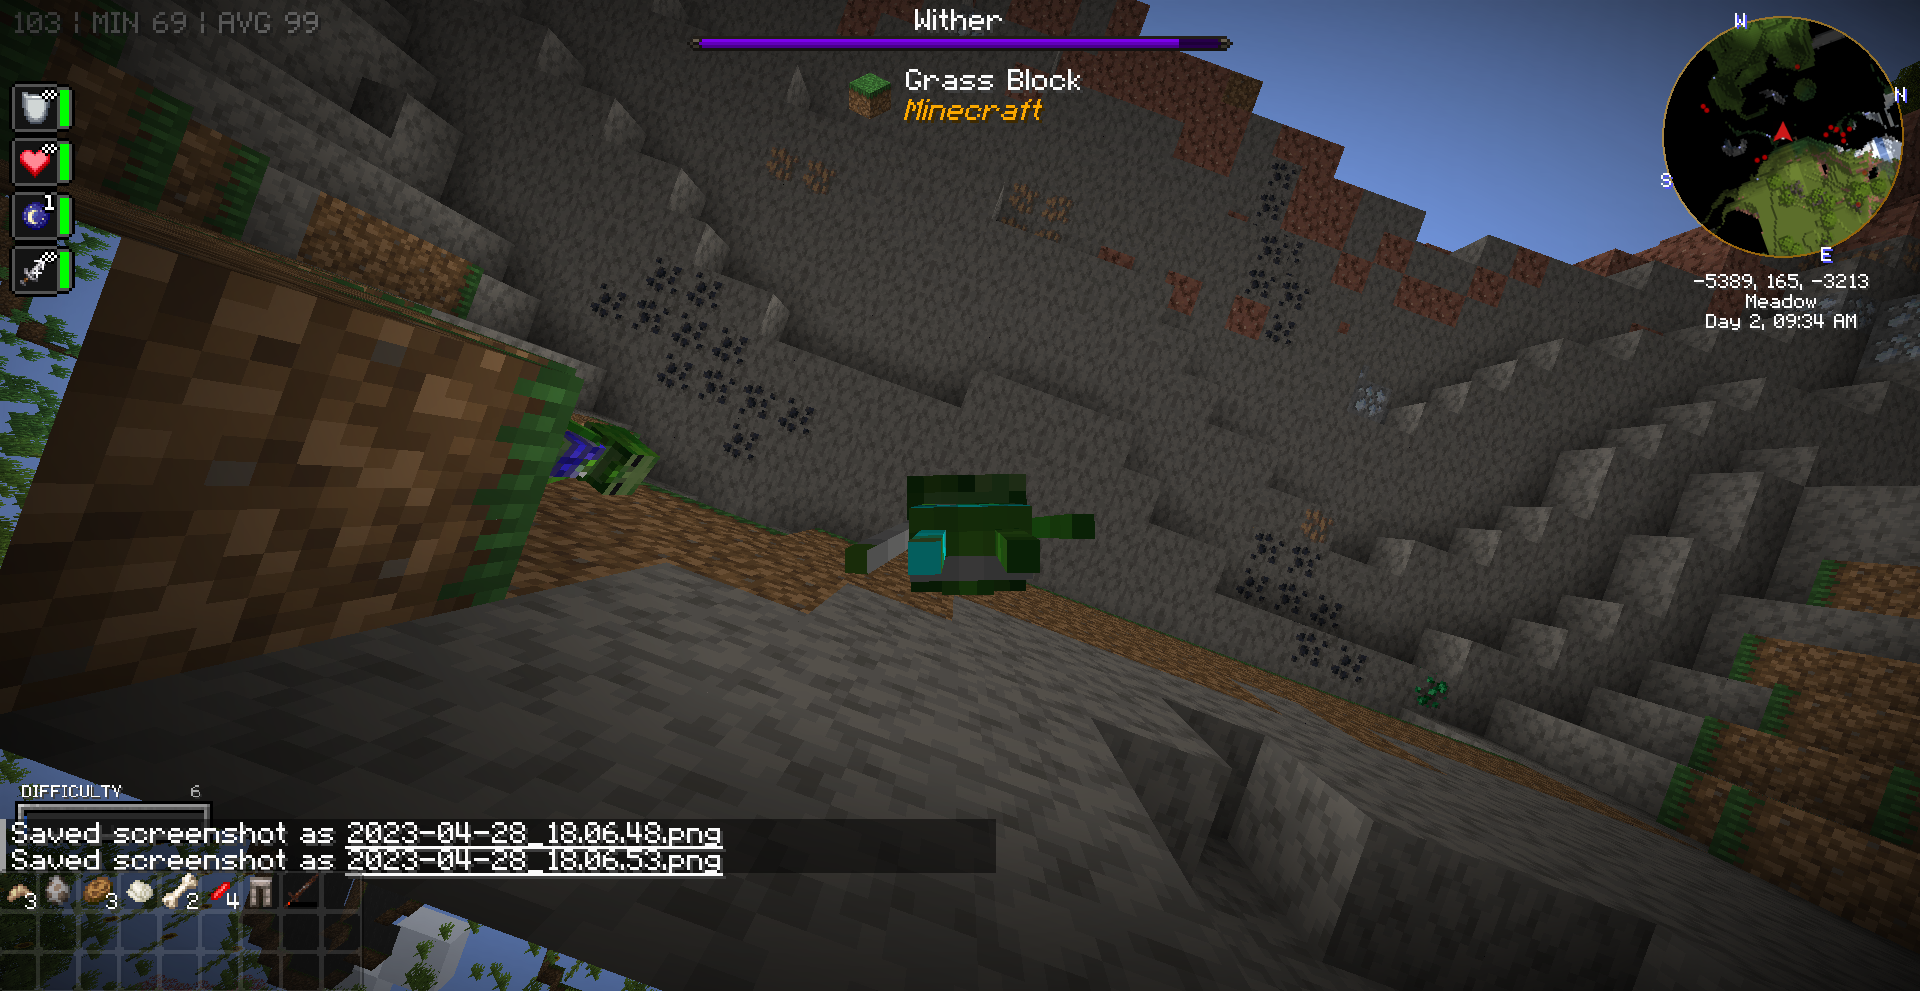 103 | MIN 69 | AVG 99
Wither
Grass Block
Minecraft
W
N
S
E
-5389, 165, -3213
Meadow
Day 2, 09:34 AM
1
DIFFICULTY 6
Saved screenshot as 2023-04-28_18.06.48.png
Saved screenshot as 2023-04-28_18.06.53.png
3 3 2 4